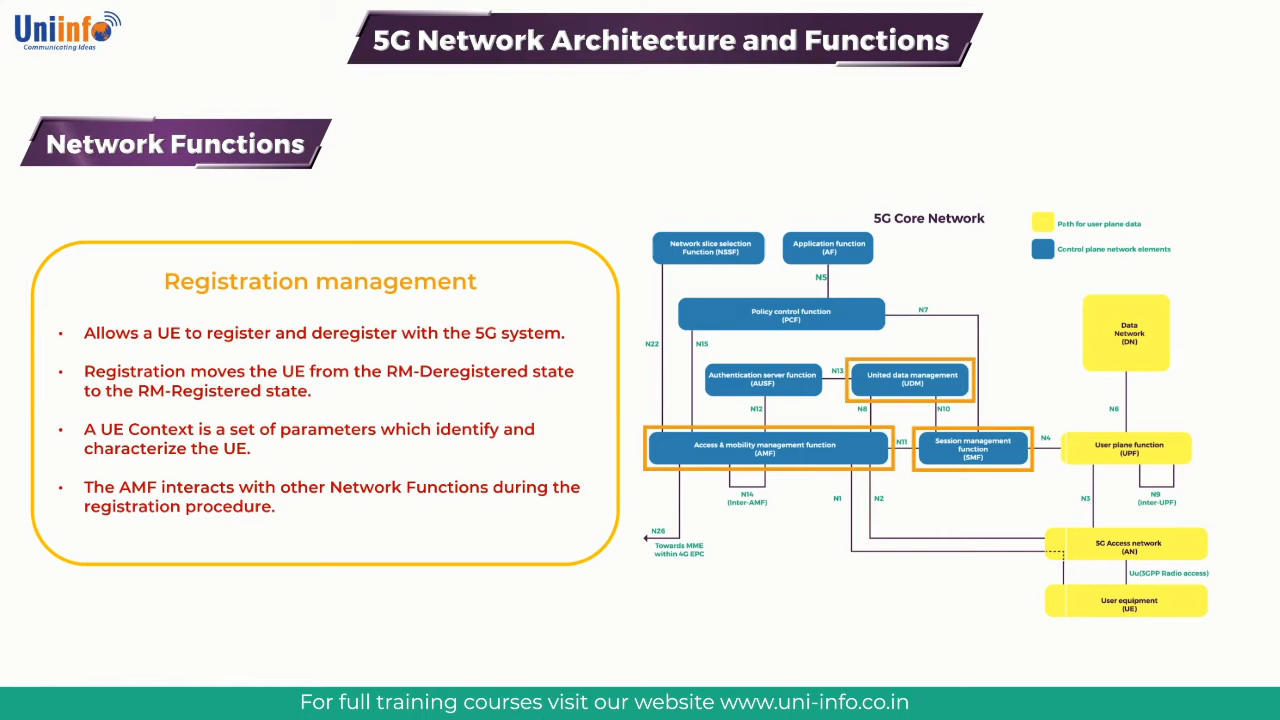 Uniinfo
Communicating Ideas
5G Network Architecture and Functions
Network Functions
Registration management
• Allows a UE to register and deregister with the 5G system.
• Registration moves the UE from the RM-Deregistered state
to the RM-Registered state.
• A UE Context is a set of parameters which identify and
characterize the UE.
• The AMF interacts with other Network Functions during the
registration procedure.
5G Core Network
Path for user plane data
Control plane network elements
Network slice selection
Function (NSSF)
Application function
(AF)
N5
Policy control function
(PCF)
N7
Data
Network
(DN)
N22
N15
Authentication server function
(AUSF)
N13
United data management
(UDM)
N12
N8
N10
N6
Access & mobility management function
(AMF)
N11
Session management
function
(SMF)
N4
User plane function
(UPF)
N14
(Inter-AMF)
N1
N2
N3
N9
(inter-UPF)
N26
Towards MME
within 4G EPC
5G Access network
(AN)
Uu(3GPP Radio access)
User equipment
(UE)
For full training courses visit our website www.uni-info.co.in